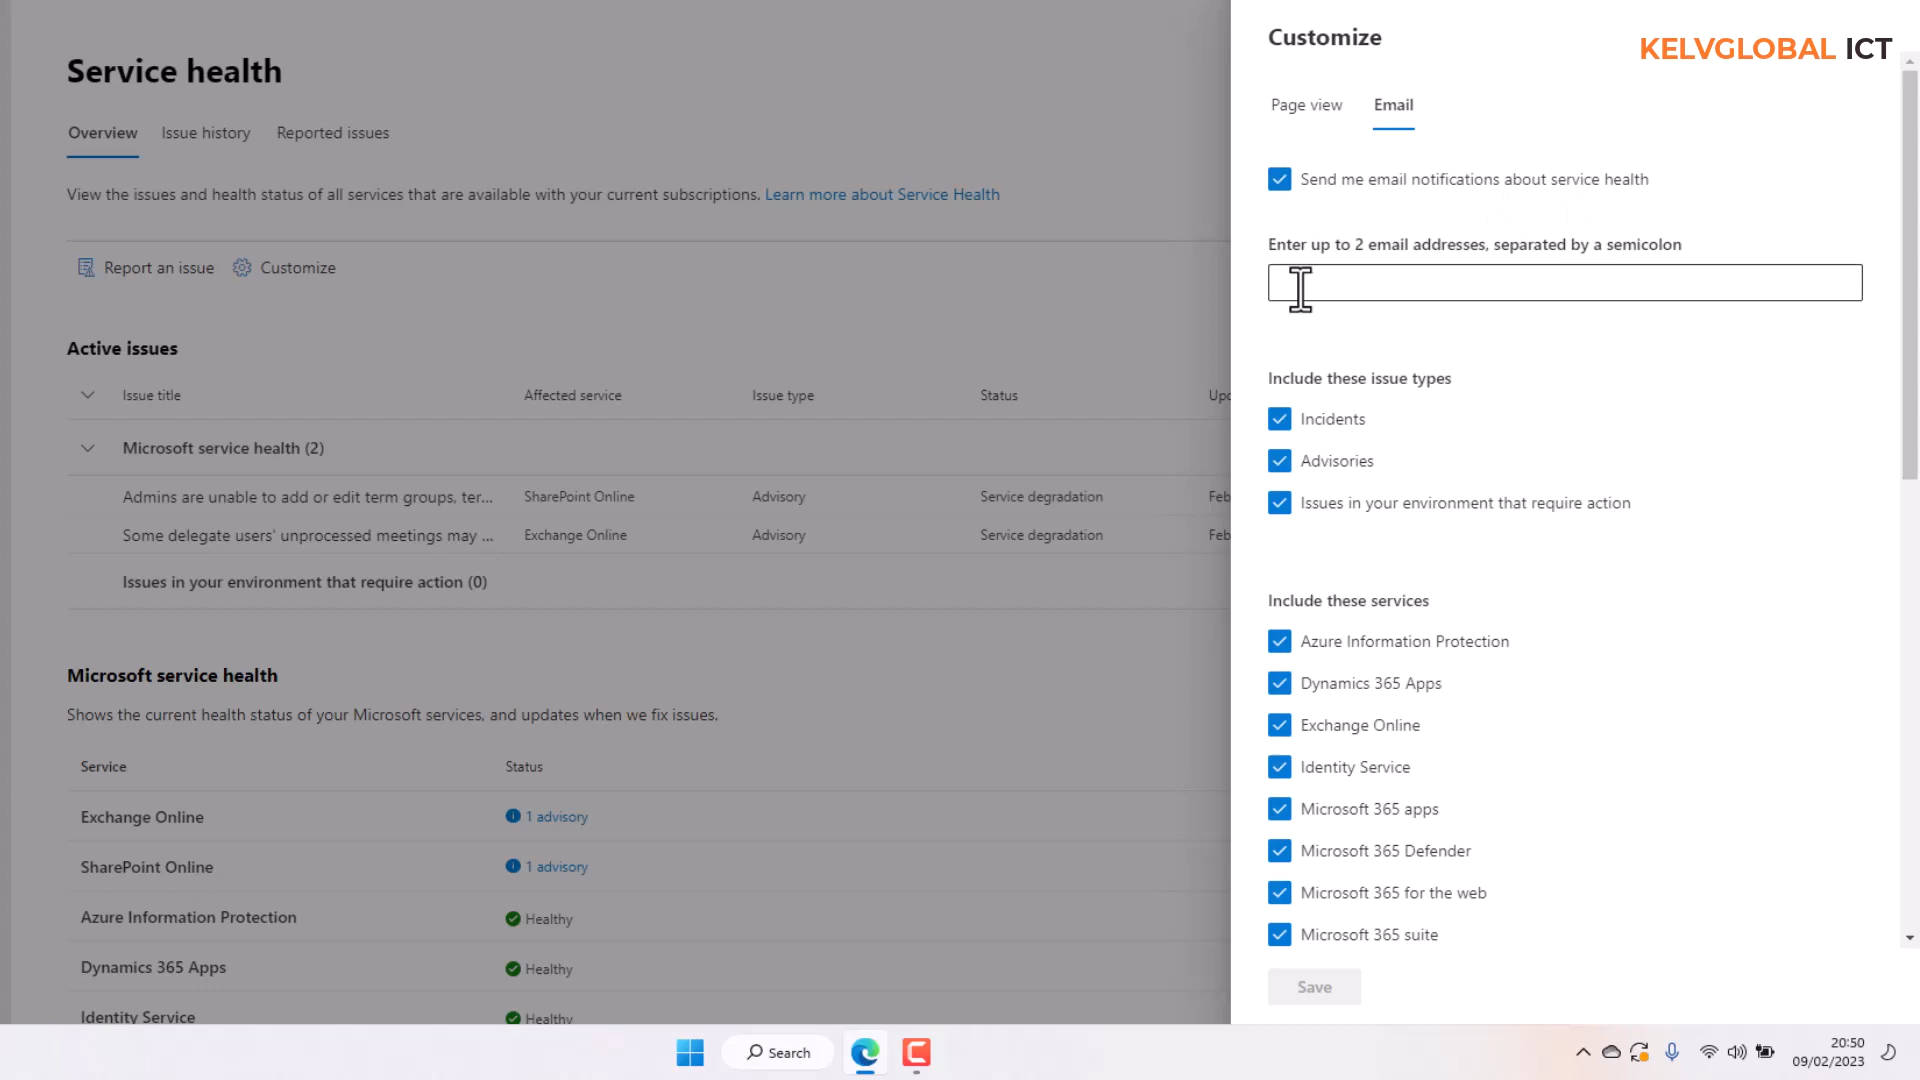 Service health
Overview Issue history Reported issues
View the issues and health status of all services that are available with your current subscriptions. Learn more about Service Health
Report an issue Customize
Active issues
Issue title Affected service Issue type Status Upd
Microsoft service health (2)
Admins are unable to add or edit term groups, ter... SharePoint Online Advisory Service degradation Feb
Some delegate users' unprocessed meetings may ... Exchange Online Advisory Service degradation Feb
Issues in your environment that require action (0)
Microsoft service health
Shows the current health status of your Microsoft services, and updates when we fix issues.
Service Status
Exchange Online 1 advisory
SharePoint Online 1 advisory
Azure Information Protection Healthy
Dynamics 365 Apps Healthy
Identity Service Healthy
Customize
KELVGLOBAL ICT
Page view Email
Send me email notifications about service health
Enter up to 2 email addresses, separated by a semicolon
Include these issue types
Incidents
Advisories
Issues in your environment that require action
Include these services
Azure Information Protection
Dynamics 365 Apps
Exchange Online
Identity Service
Microsoft 365 apps
Microsoft 365 Defender
Microsoft 365 for the web
Microsoft 365 suite
Save
Search
20:50
09/02/2023